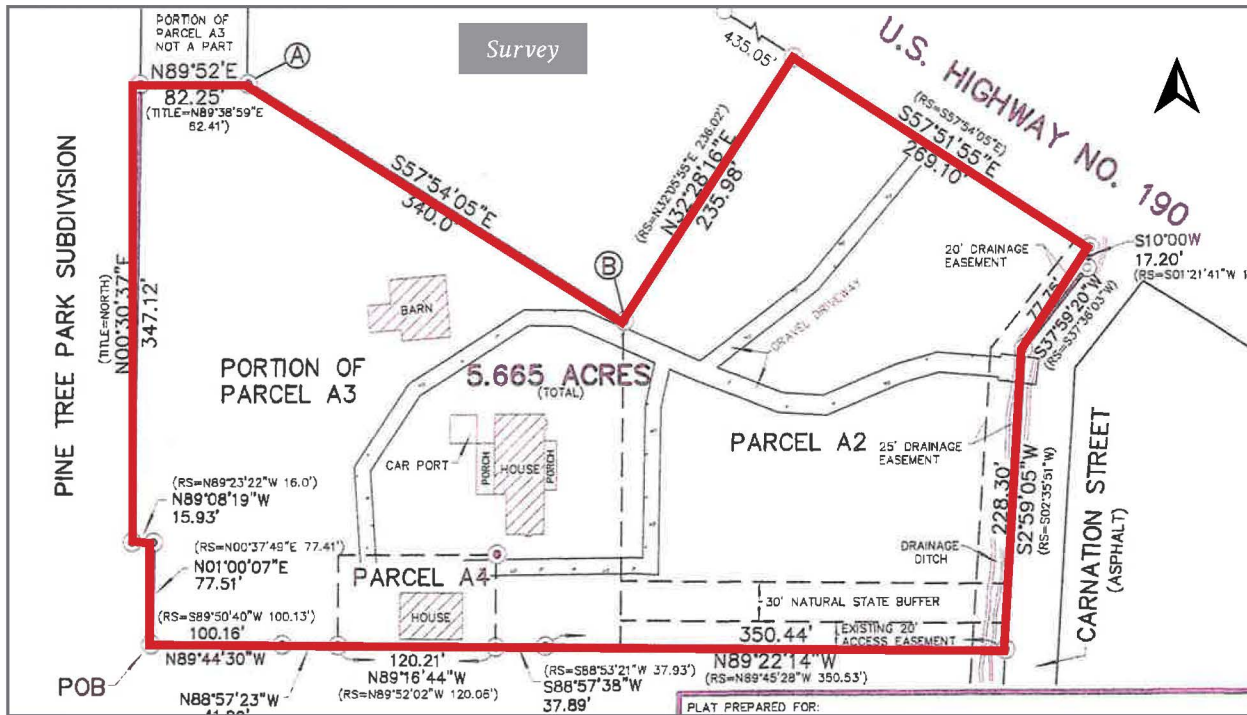 PORTION OF
PARCEL A3
NOT A PART
Survey
A
N89°52'E
82.25'
(TITLE=N89°38'59"E
82.41')
435.05'
U.S. HIGHWAY NO. 190
(RS=S57°54'05"E)
S57°51'55"E
269.10'
(RS=N32°05'55"E 236.02')
N32°28'16"E
235.98'
S57°54'05"E
340.0'
B
PINE TREE PARK SUBDIVISION
(TITLE=NORTH)
N00°30'37"E
347.12'
20' DRAINAGE
EASEMENT
S10°00W
17.20'
77.75'
S37°59'20"W
(RS=S37°36'03"W)
GRAVEL DRIVEWAY
BARN
PORTION OF
PARCEL A3
5.665 ACRES
(TOTAL)
PARCEL A2
25' DRAINAGE
EASEMENT
CAR PORT
PORCH
HOUSE
PORCH
(RS=N89°23'22"W 16.0')
N89°08'19"W
15.93'
228.30'
S2°59'05"W
(RS=S02°35'51"W)
CARNATION STREET
(ASPHALT)
(RS=N00°37'49"E 77.41')
N01°00'07"E
77.51'
PARCEL A4
DRAINAGE
DITCH
30' NATURAL STATE BUFFER
(RS=S89°50'40"W 100.13')
100.16'
N89°44'30"W
HOUSE
350.44'
EXISTING 20'
ACCESS EASEMENT
POB
120.21'
N89°16'44"W
(RS=N89°52'02"W 120.06')
(RS=S88°53'21"W 37.93')
S88°57'38"W
37.89'
N89°22'14"W
(RS=N89°45'28"W 350.53')
N88°57'23"W
PLAT PREPARED FOR: